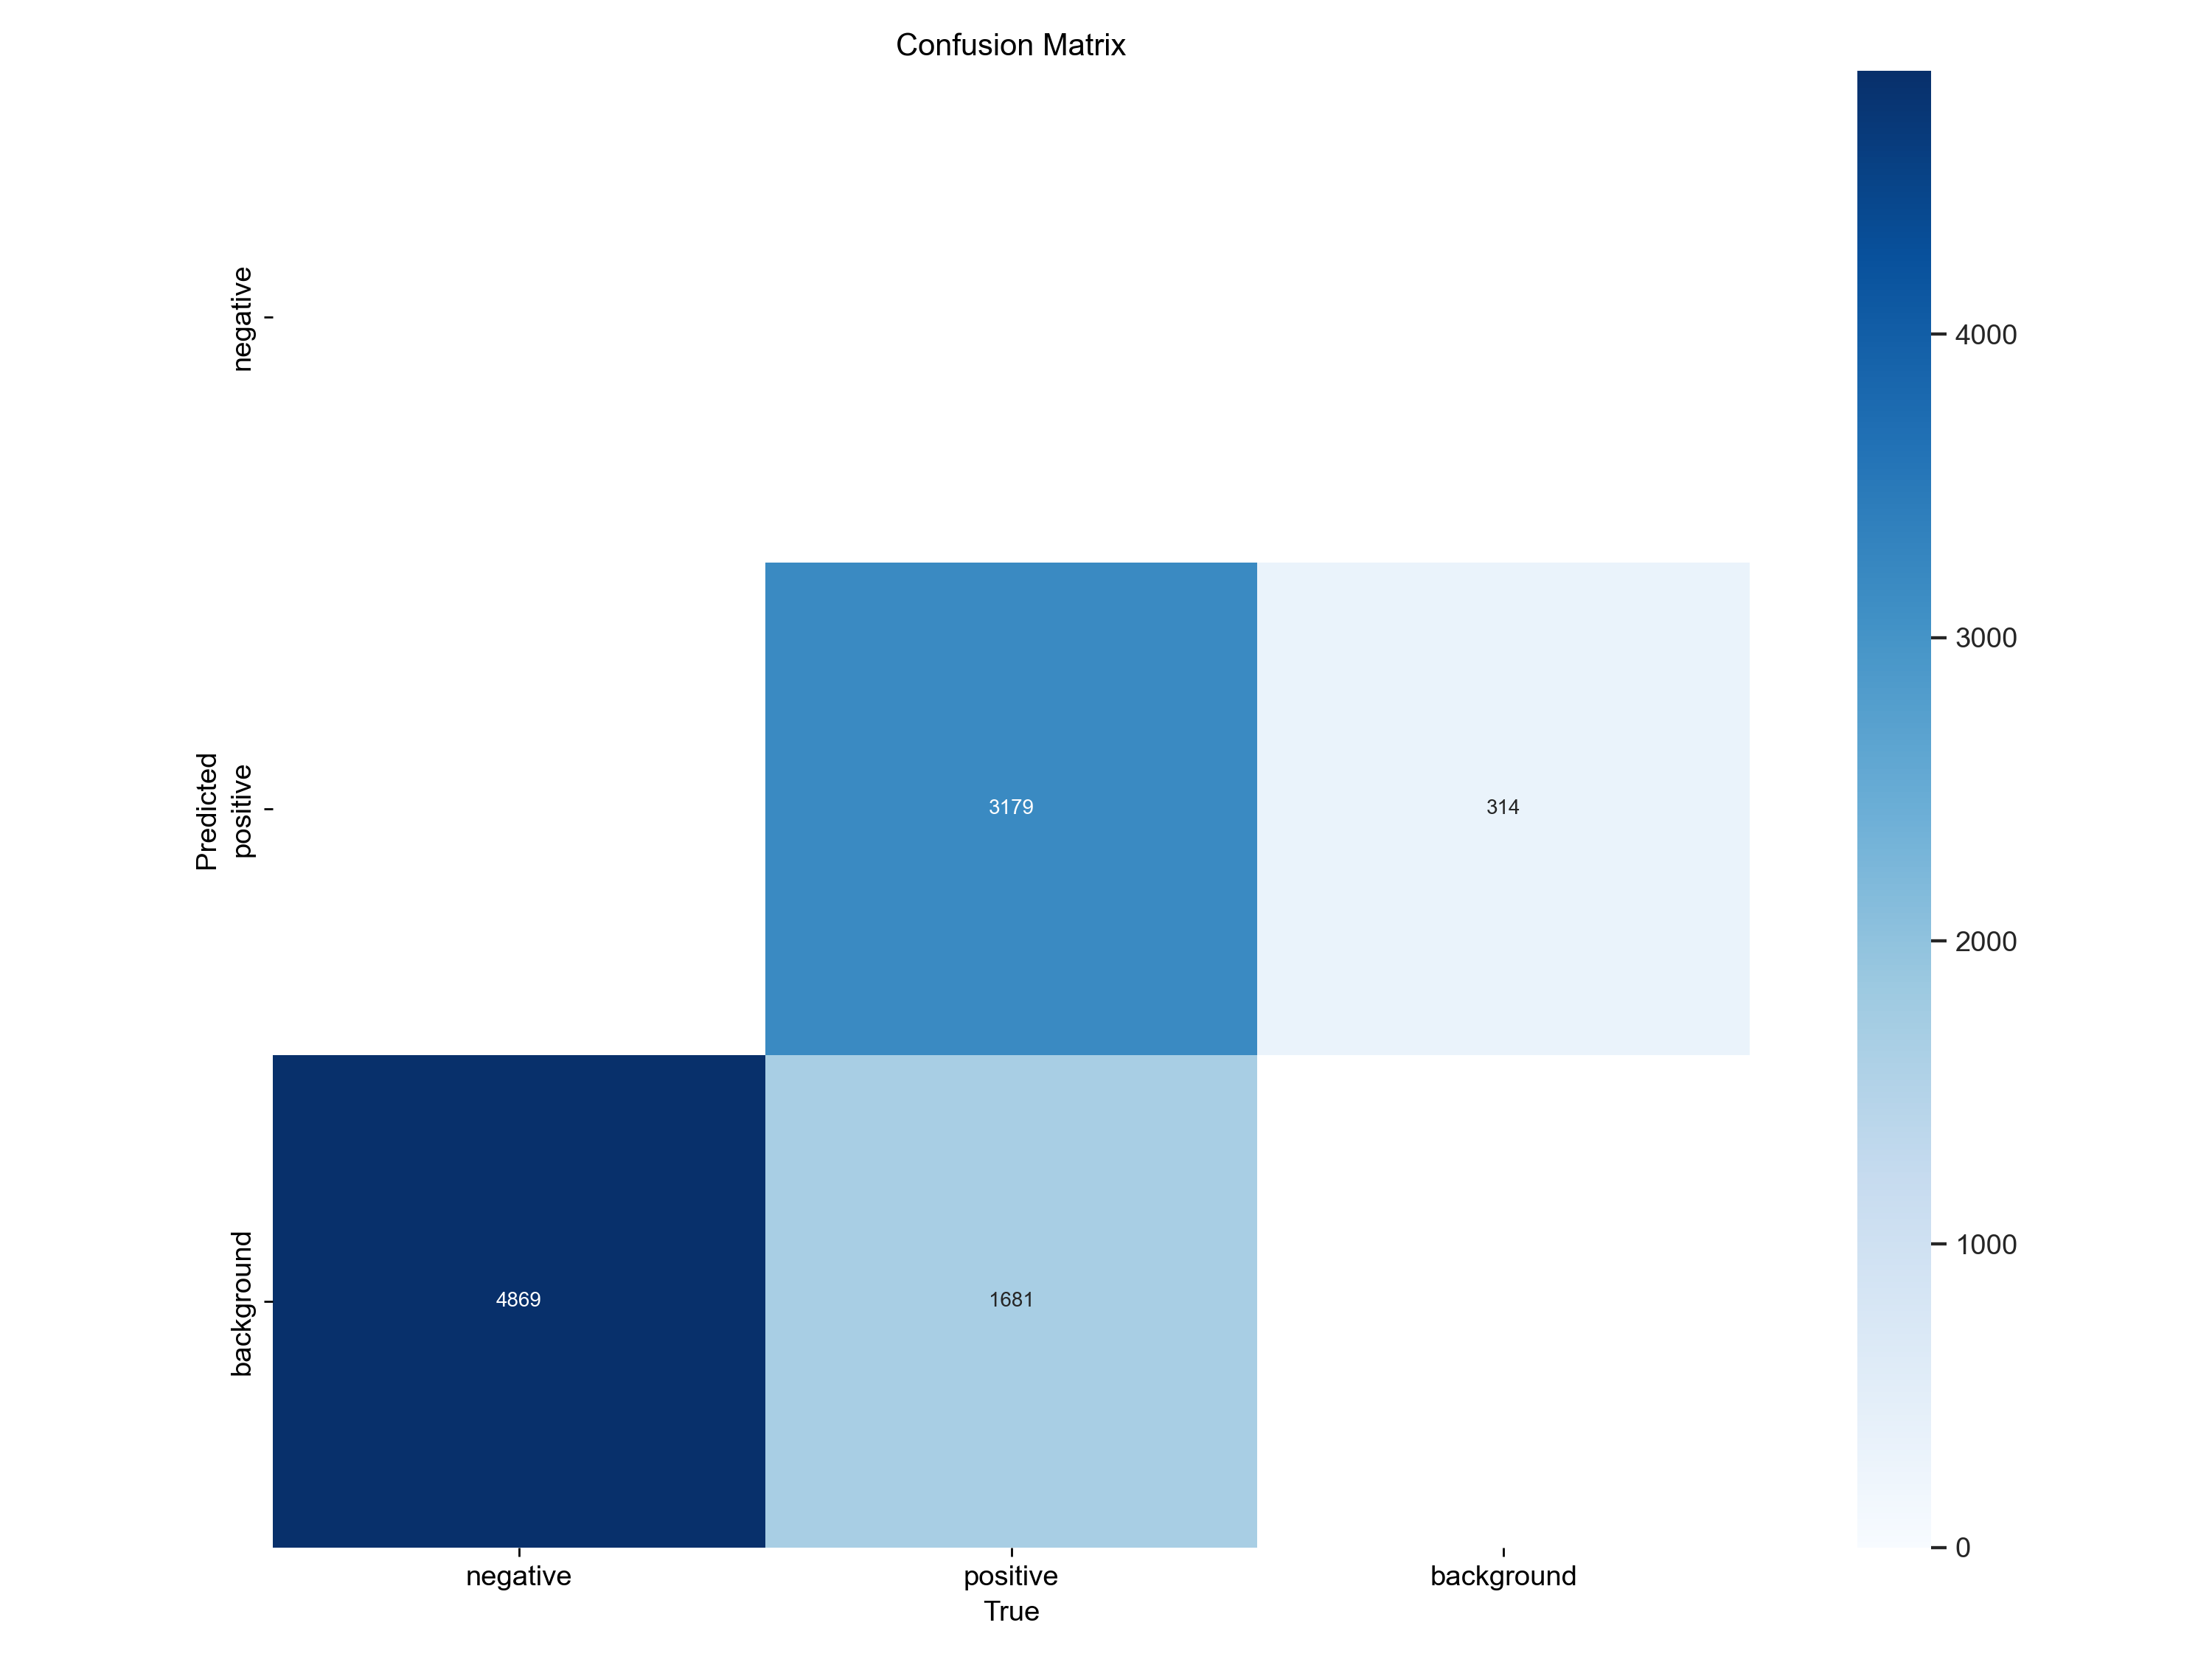 Confusion Matrix
negative
positive
background
Predicted
3179
314
4869
1681
negative
positive
background
True
4000
3000
2000
1000
0